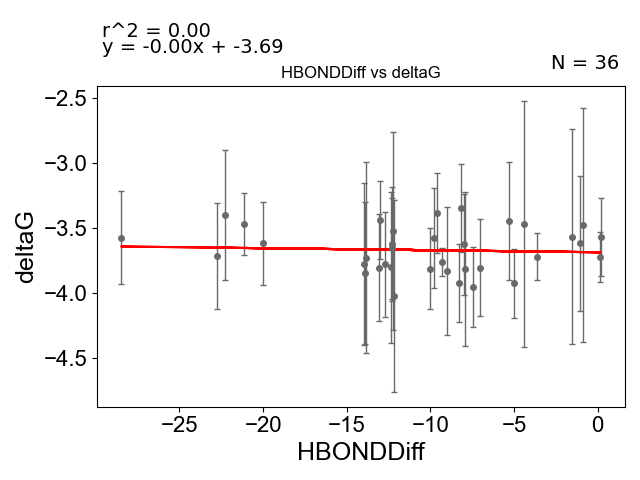 r^2 = 0.00
y = -0.00x + -3.69
N = 36
HBONDDiff vs deltaG
−2.5
−3.0
−3.5
−4.0
−4.5
deltaG
−25
−20
−15
−10
−5
0
HBONDDiff